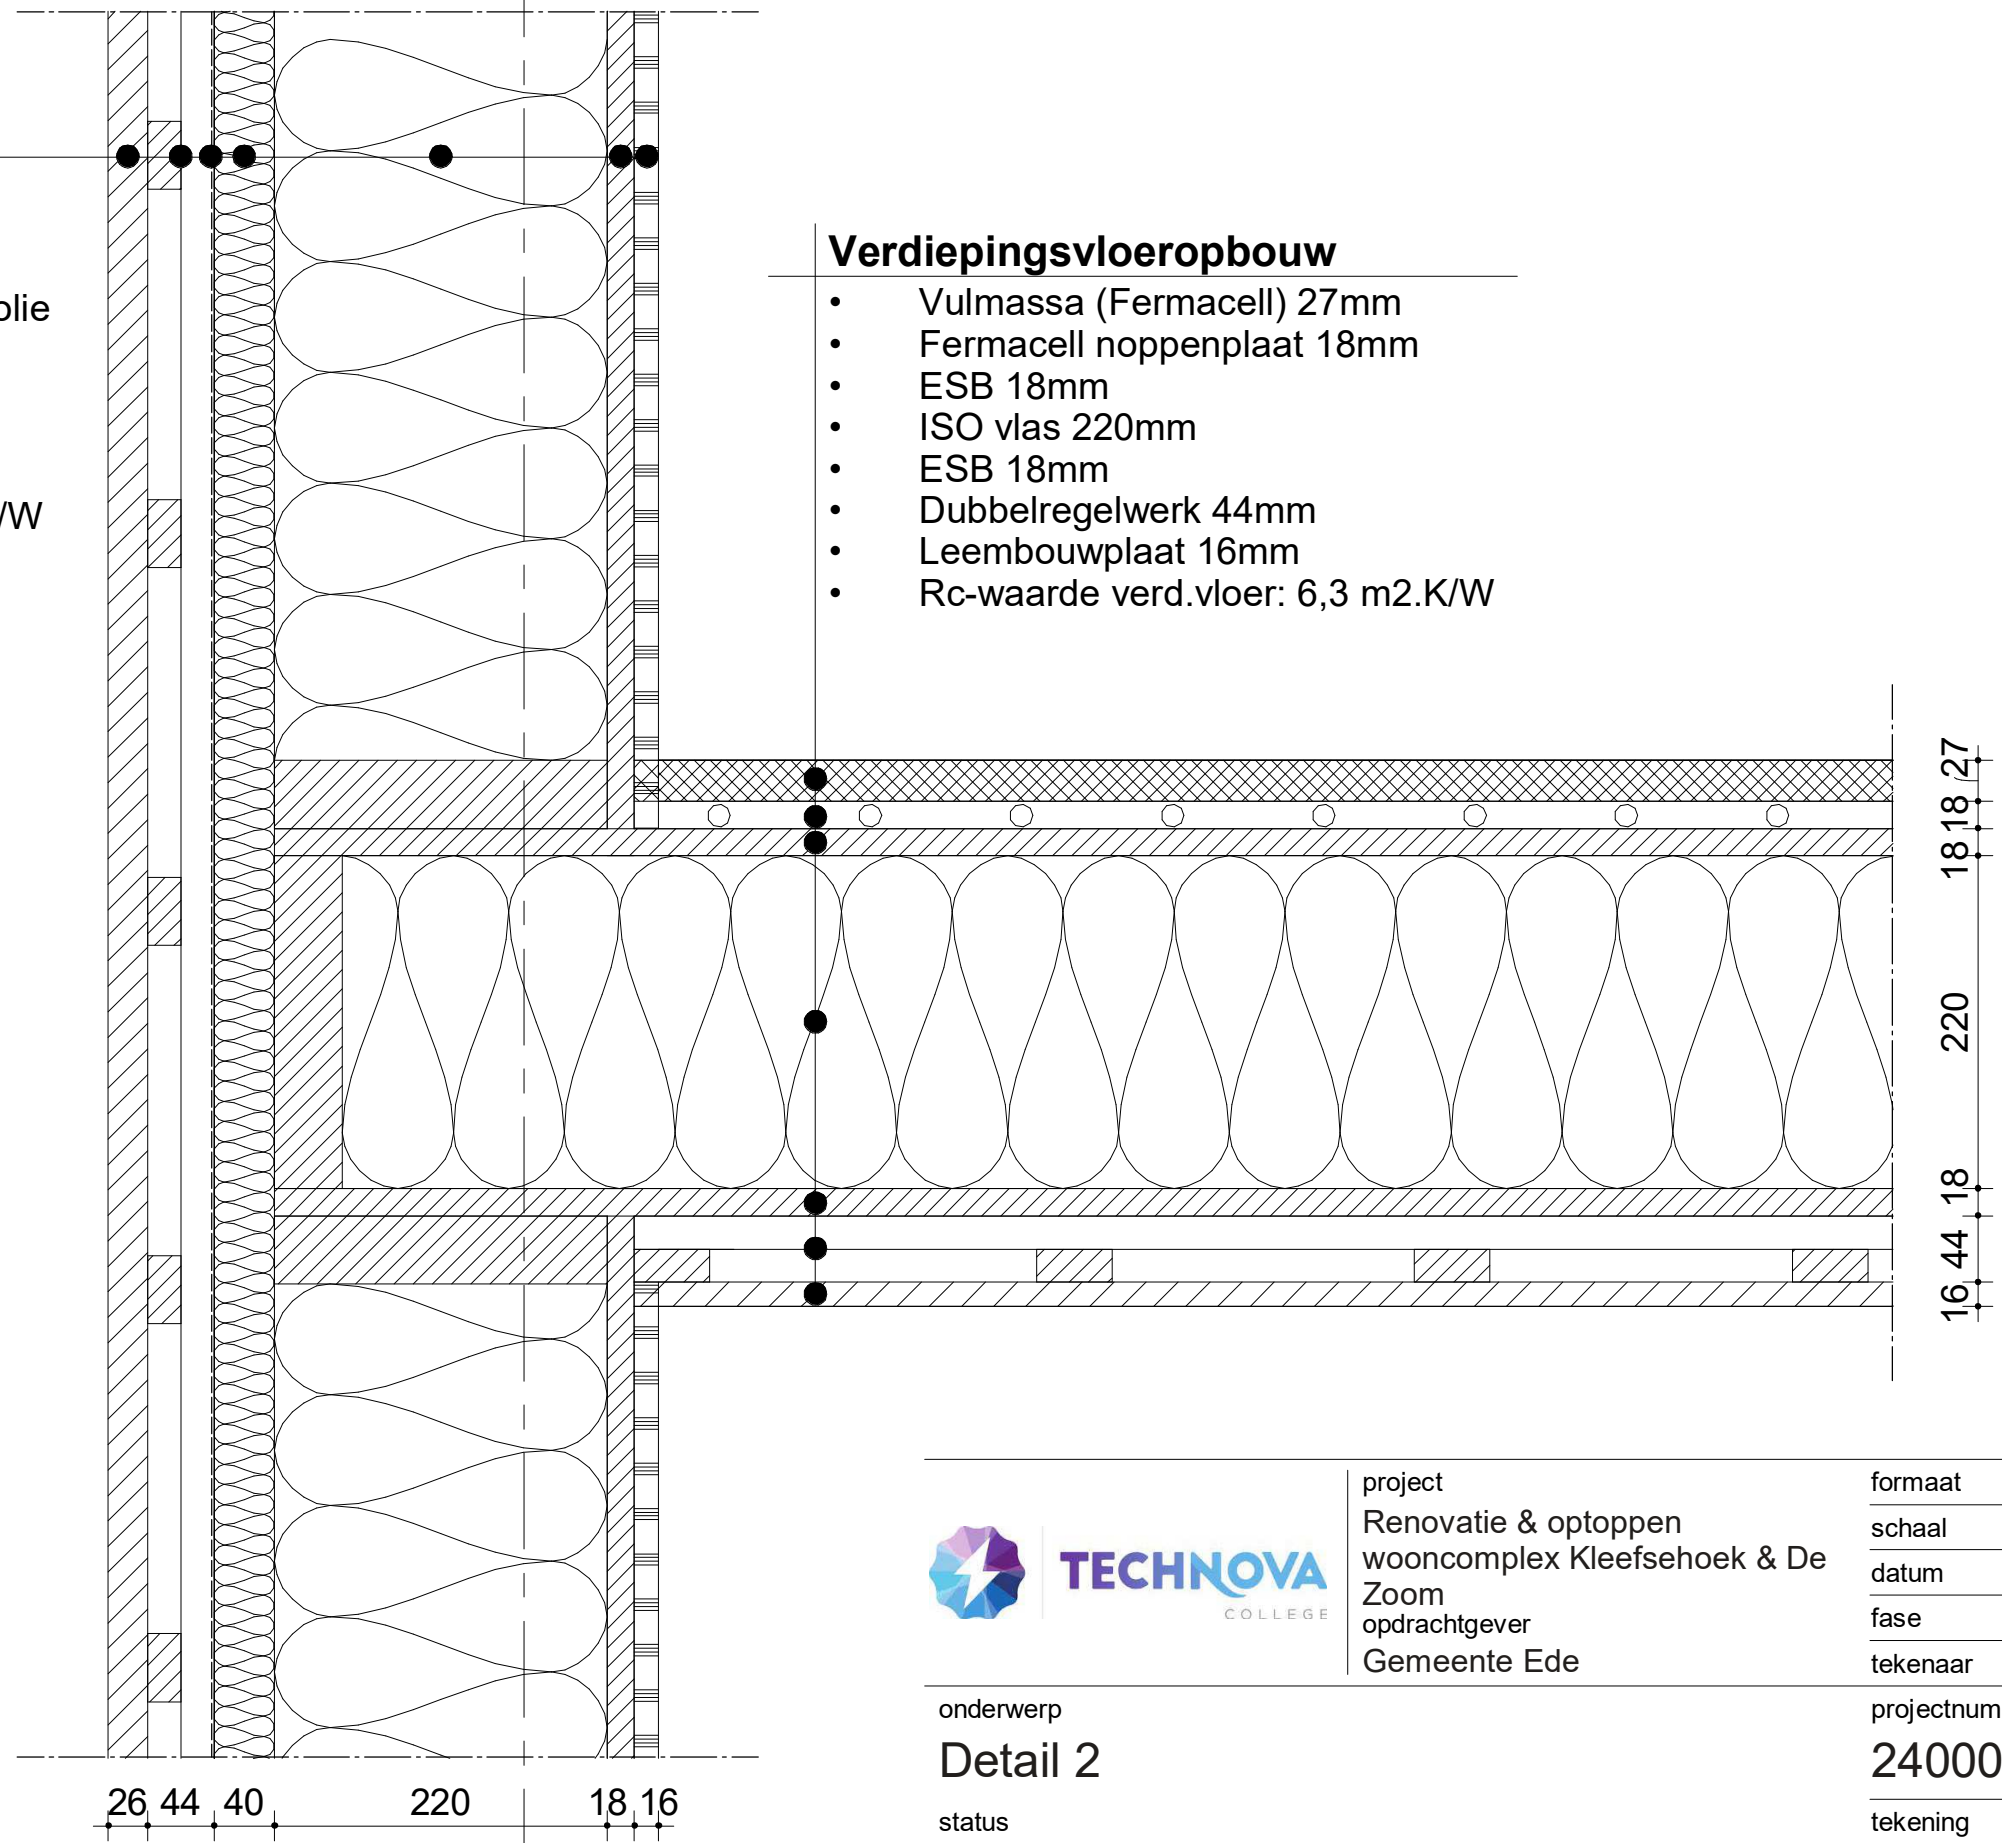 olie
/W
Verdiepingsvloeropbouw
• Vulmassa (Fermacell) 27mm
• Fermacell noppenplaat 18mm
• ESB 18mm
• ISO vlas 220mm
• ESB 18mm
• Dubbelregelwerk 44mm
• Leembouwplaat 16mm
• Rc-waarde verd.vloer: 6,3 m2.K/W
27
18
18
220
18
44
16
26 44 40 220 18 16
TECHNOVA
COLLEGE
project
Renovatie & optoppen
wooncomplex Kleefsehoek & De
Zoom
opdrachtgever
Gemeente Ede
formaat
schaal
datum
fase
tekenaar
onderwerp
Detail 2
status
projectnum
24000
tekening